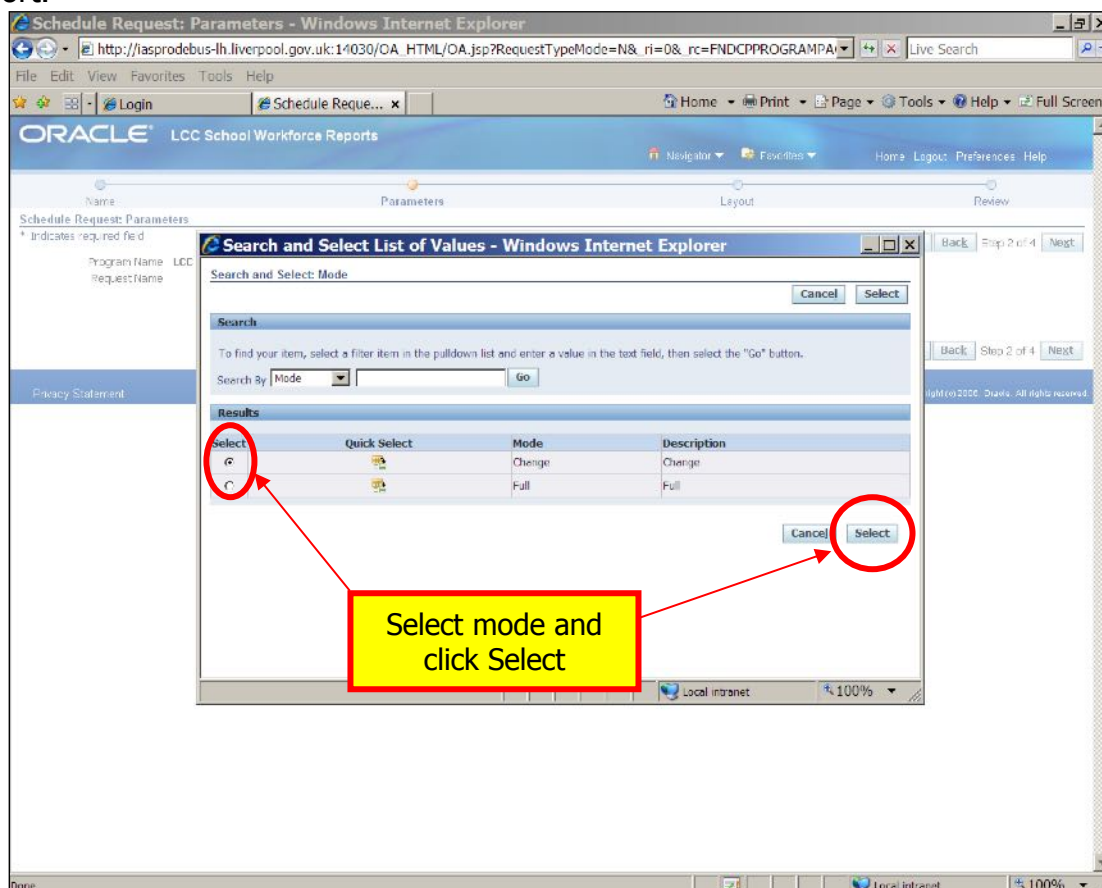 ort.
Schedule Request: Parameters - Windows Internet Explorer
http://iasprodebus-lh.liverpool.gov.uk:14030/OA_HTML/OA.jsp?RequestTypeMode=N&_ri=0&_rc=FNDCPPROGRAMPA
Live Search
File Edit View Favorites Tools Help
Login
Schedule Reque...
Home Print Page Tools Help Full Screen
ORACLE LCC School Workforce Reports
Navigator Favorites Home Logout Preferences Help
Name Parameters Layout Review
Schedule Request: Parameters
* Indicates required field
Back Step 2 of 4 Next
Program Name LCC
Request Name
Search and Select List of Values - Windows Internet Explorer
Search and Select: Mode
Cancel Select
Search
To find your item, select a filter item in the pulldown list and enter a value in the text field, then select the "Go" button.
Search By Mode Go
Back Step 2 of 4 Next
Privacy Statement
right(c) 2006, Oracle. All rights reserved.
Results
Select Quick Select Mode Description
Change Change
Full Full
Cancel Select
Select mode and
click Select
Local intranet 100%
Done Local intranet 100%